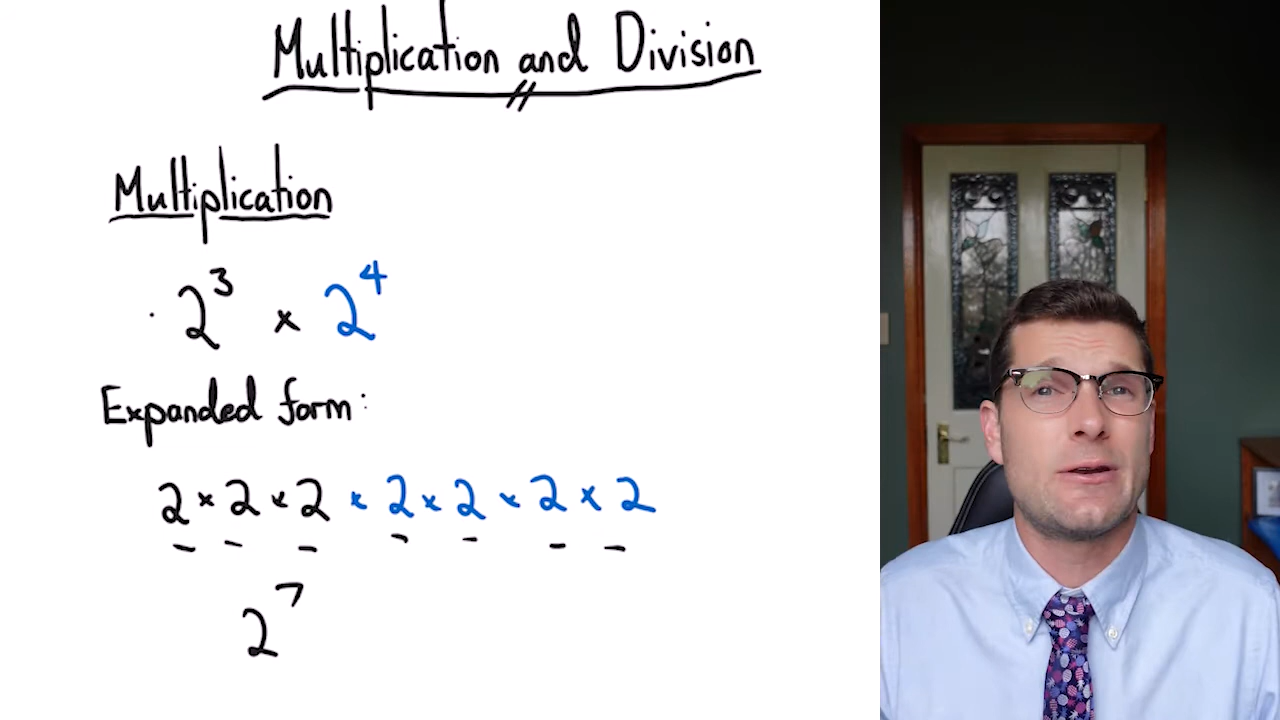 Multiplication and Division
Multiplication
2³ × 2⁴
Expanded form:
2 × 2 × 2 × 2 × 2 × 2 × 2
2⁷